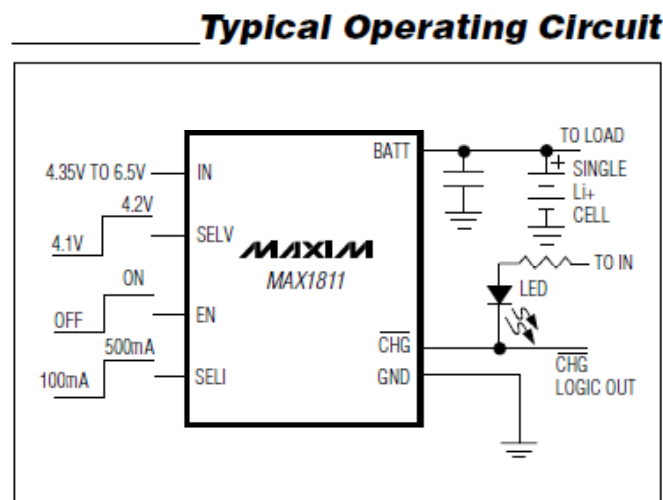 Typical Operating Circuit
4.35V TO 6.5V
IN
4.2V
4.1V
SELV
ON
OFF
EN
500mA
100mA
SELI
MAXIM
MAX1811
BATT
CHG
GND
TO LOAD
+ SINGLE
Li+
CELL
TO IN
LED
CHG
LOGIC OUT